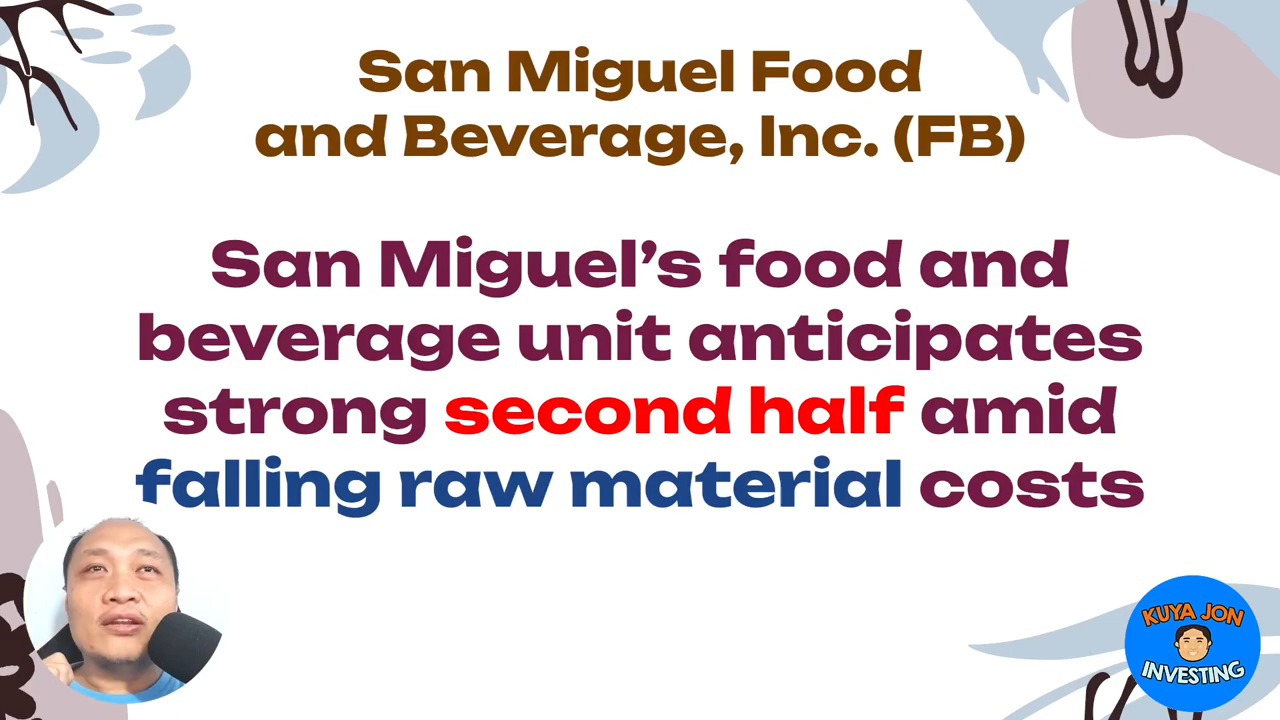 San Miguel Food
and Beverage, Inc. (FB)
San Miguel’s food and
beverage unit anticipates
strong second half amid
falling raw material costs
KUYA JON
INVESTING